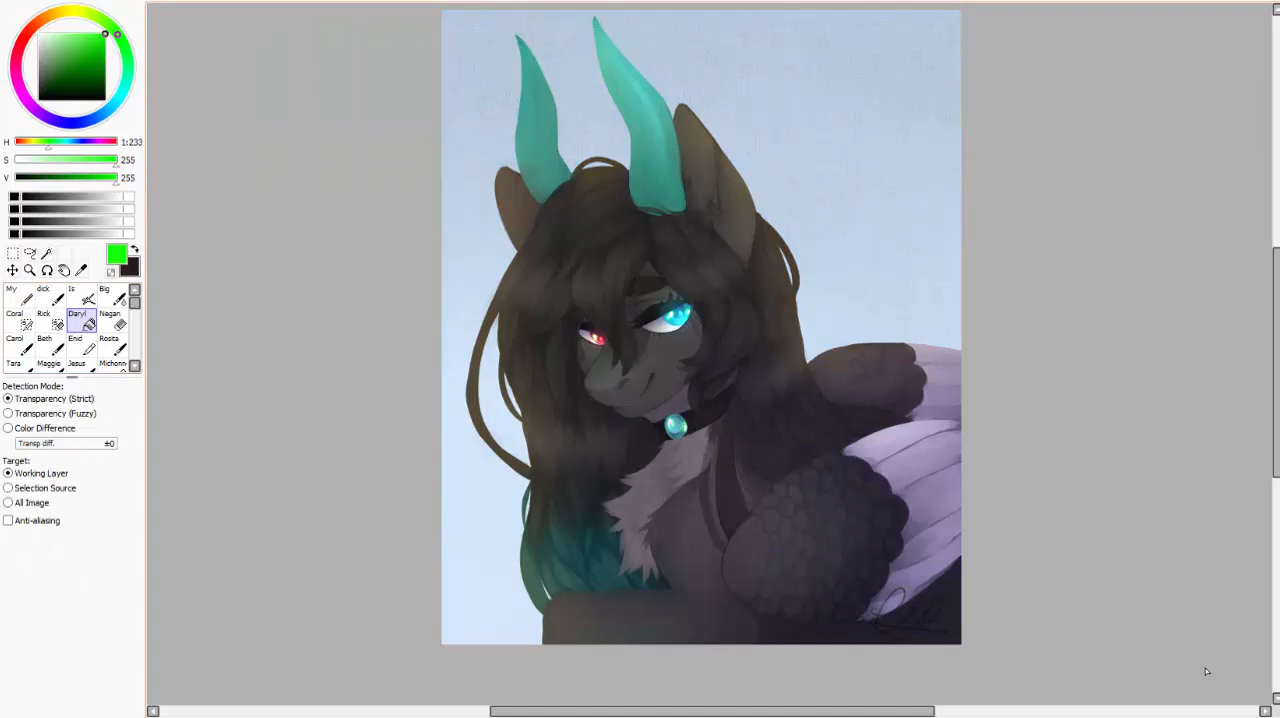 H 1:233
S 255
V 255
My dick Is Big
Coral Rick Daryl Negan
Carol Beth Enid Rosita
Tara Maggie Jesus Michonn
Detection Mode:
Transparency (Strict)
Transparency (Fuzzy)
Color Difference
Transp diff. ±0
Target:
Working Layer
Selection Source
All Image
Anti-aliasing